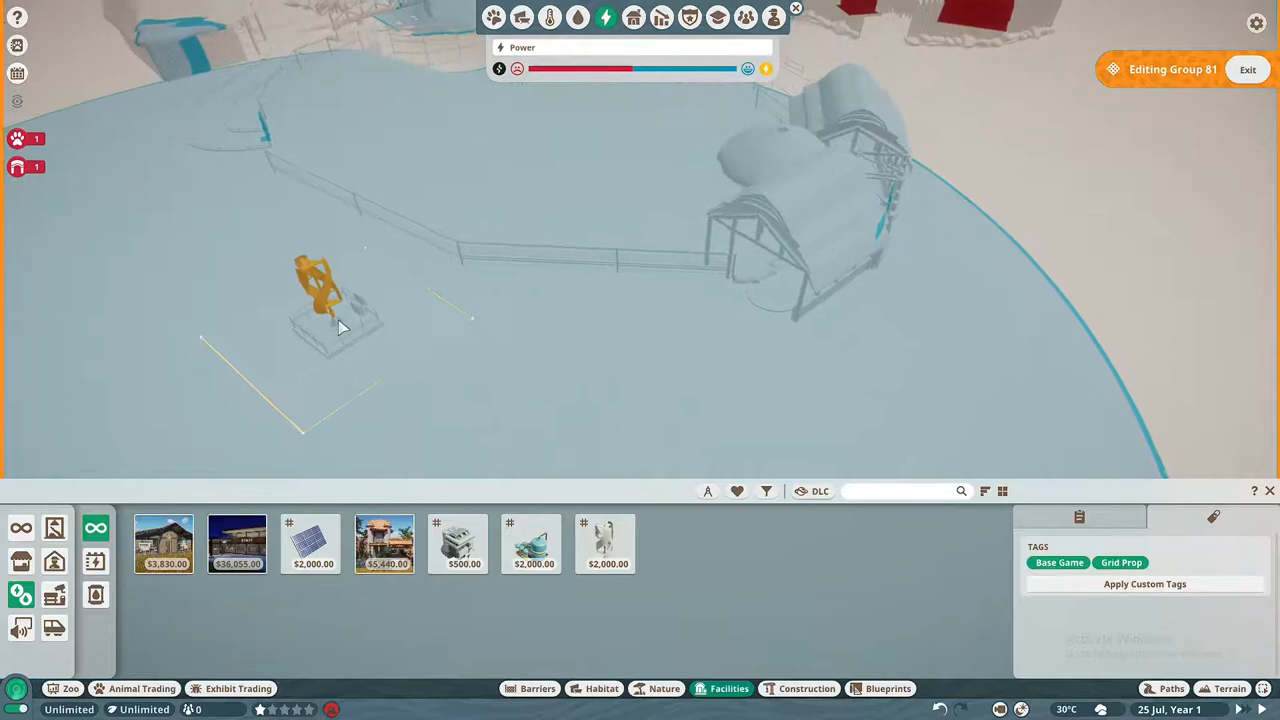 ?
Power
Editing Group 81
Exit
1
1
DLC
?
$3,830.00
$36,055.00
$2,000.00
$5,440.00
$500.00
$2,000.00
$2,000.00
TAGS
Base Game
Grid Prop
Apply Custom Tags
Activate Windows
Zoo
Animal Trading
Exhibit Trading
Barriers
Habitat
Nature
Facilities
Construction
Blueprints
Paths
Terrain
Unlimited
Unlimited
0
30°C
25 Jul, Year 1